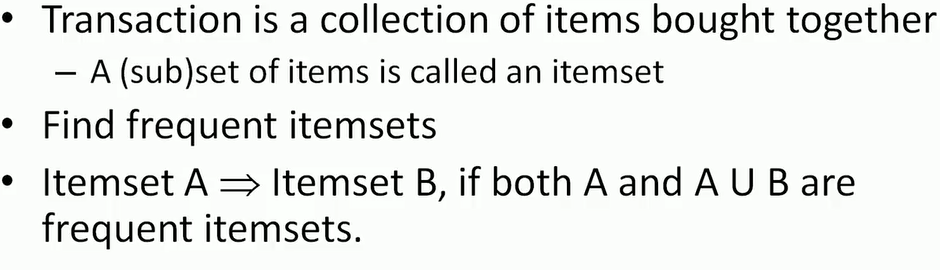 • Transaction is a collection of items bought together
– A (sub)set of items is called an itemset
• Find frequent itemsets
• Itemset A ⇒ Itemset B, if both A and A U B are
frequent itemsets.